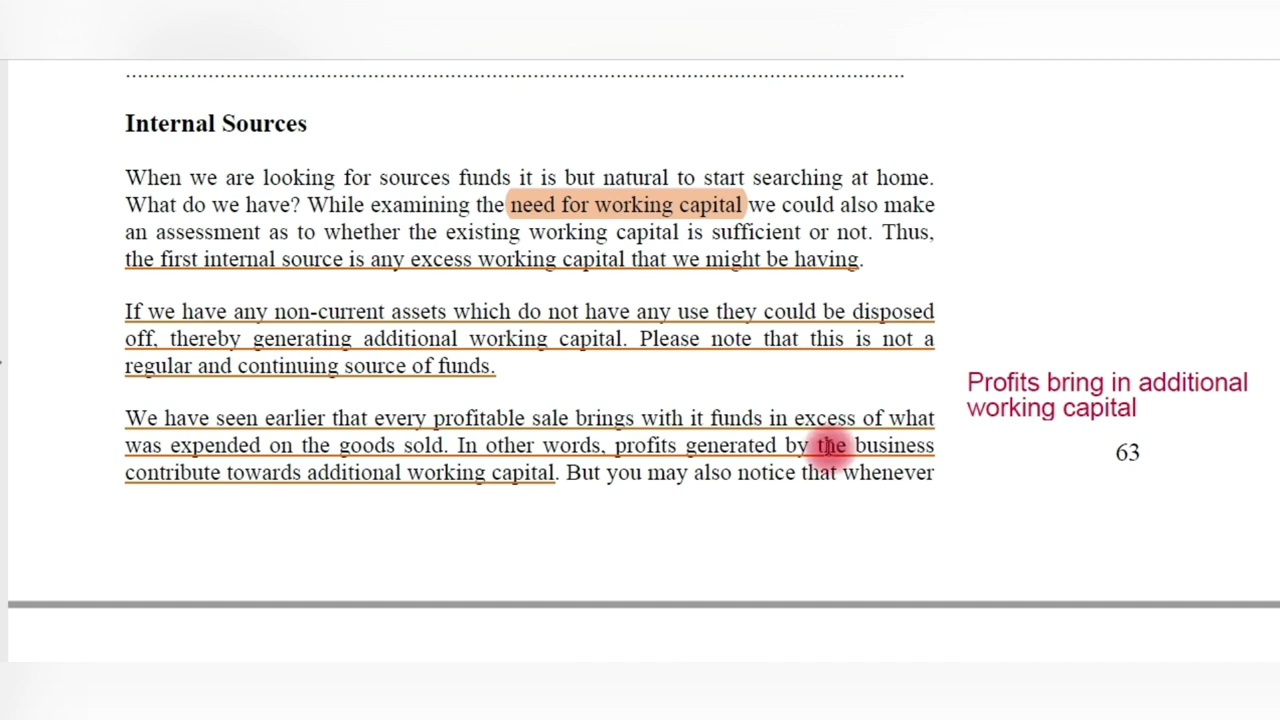 Internal Sources
When we are looking for sources funds it is but natural to start searching at home.
What do we have? While examining the need for working capital we could also make
an assessment as to whether the existing working capital is sufficient or not. Thus,
the first internal source is any excess working capital that we might be having.
If we have any non-current assets which do not have any use they could be disposed
off, thereby generating additional working capital. Please note that this is not a
regular and continuing source of funds.
We have seen earlier that every profitable sale brings with it funds in excess of what
was expended on the goods sold. In other words, profits generated by the business
contribute towards additional working capital. But you may also notice that whenever
Profits bring in additional
working capital
63